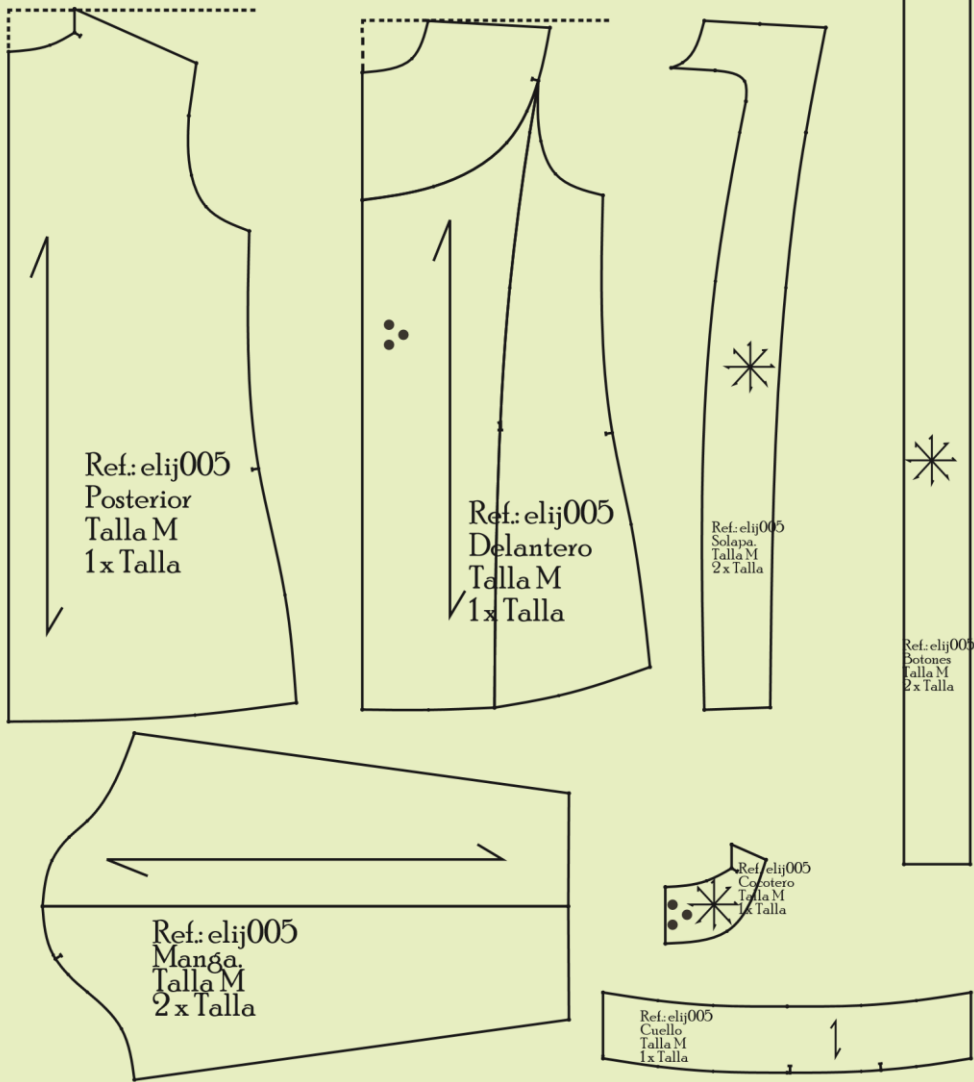 Ref.: elij005
Posterior
Talla M
1 x Talla
Ref.: elij005
Delantero
Talla M
1 x Talla
Ref.: elij005
Solapa.
Talla M
2 x Talla
Ref.: elij005
Botones
Talla M
2 x Talla
Ref.: elij005
Manga.
Talla M
2 x Talla
Ref.: elij005
Cocotero
Talla M
1 x Talla
Ref.: elij005
Cuello
Talla M
1 x Talla